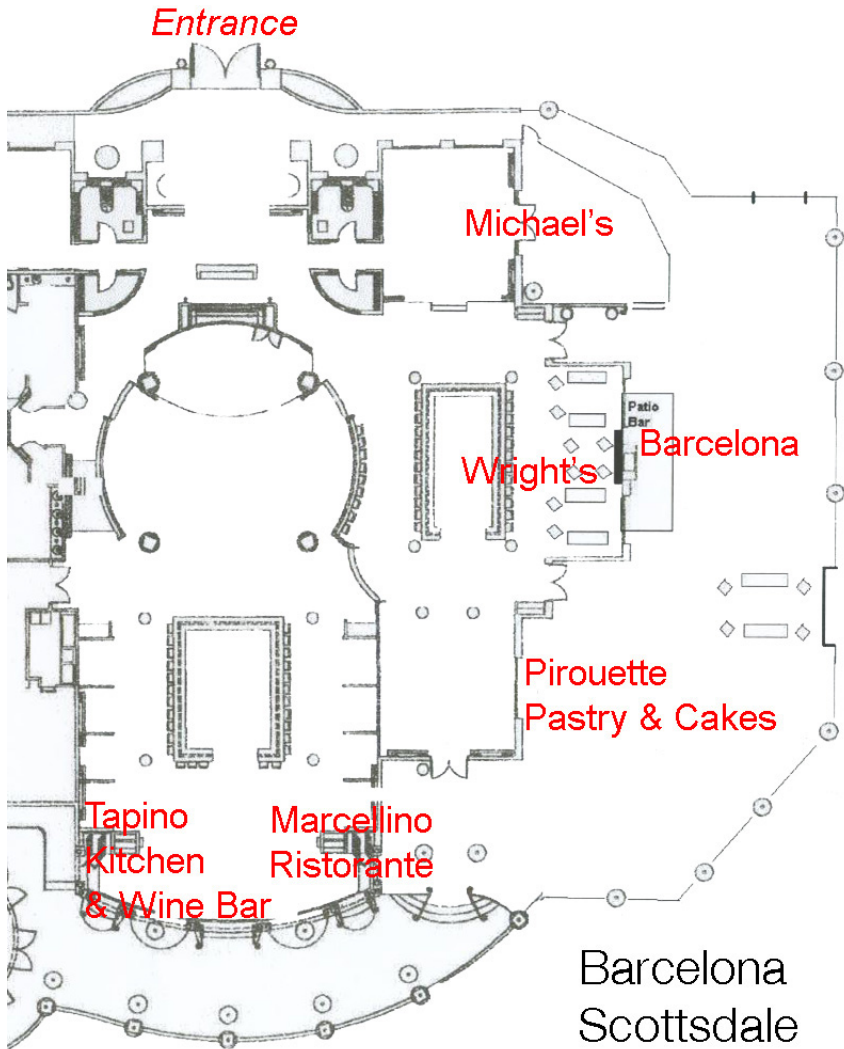 Entrance
Michael's
Patio
Bar
Barcelona
Wright's
Pirouette
Pastry & Cakes
Tapino
Kitchen
& Wine Bar
Marcellino
Ristorante
Barcelona
Scottsdale